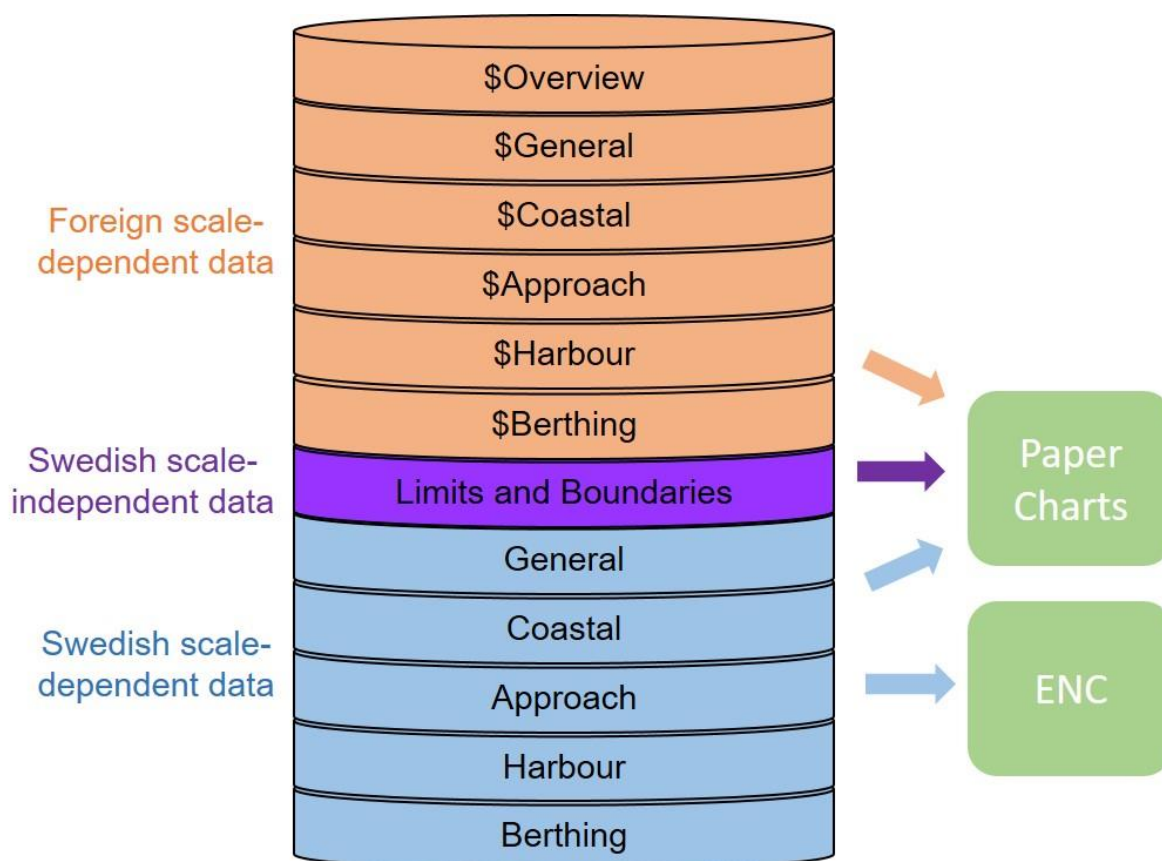 $Overview
$General
$Coastal
Foreign scale-
dependent data
$Approach
$Harbour
$Berthing
Swedish scale-
independent data
Limits and Boundaries
General
Coastal
Swedish scale-
dependent data
Approach
Harbour
Berthing
Paper
Charts
ENC